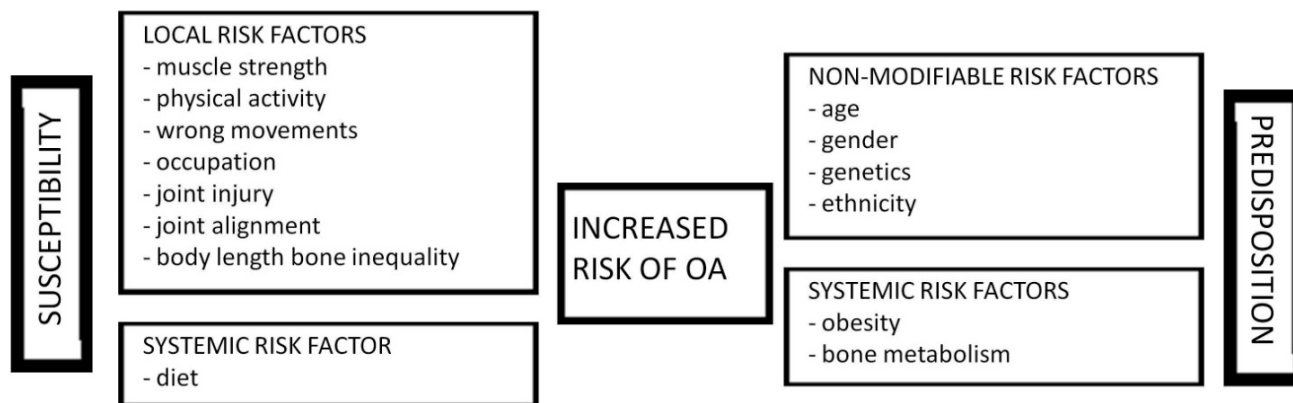 SUSCEPTIBILITY
LOCAL RISK FACTORS
- muscle strength
- physical activity
- wrong movements
- occupation
- joint injury
- joint alignment
- body length bone inequality
SYSTEMIC RISK FACTOR
- diet
INCREASED
RISK OF OA
NON-MODIFIABLE RISK FACTORS
- age
- gender
- genetics
- ethnicity
SYSTEMIC RISK FACTORS
- obesity
- bone metabolism
PREDISPOSITION